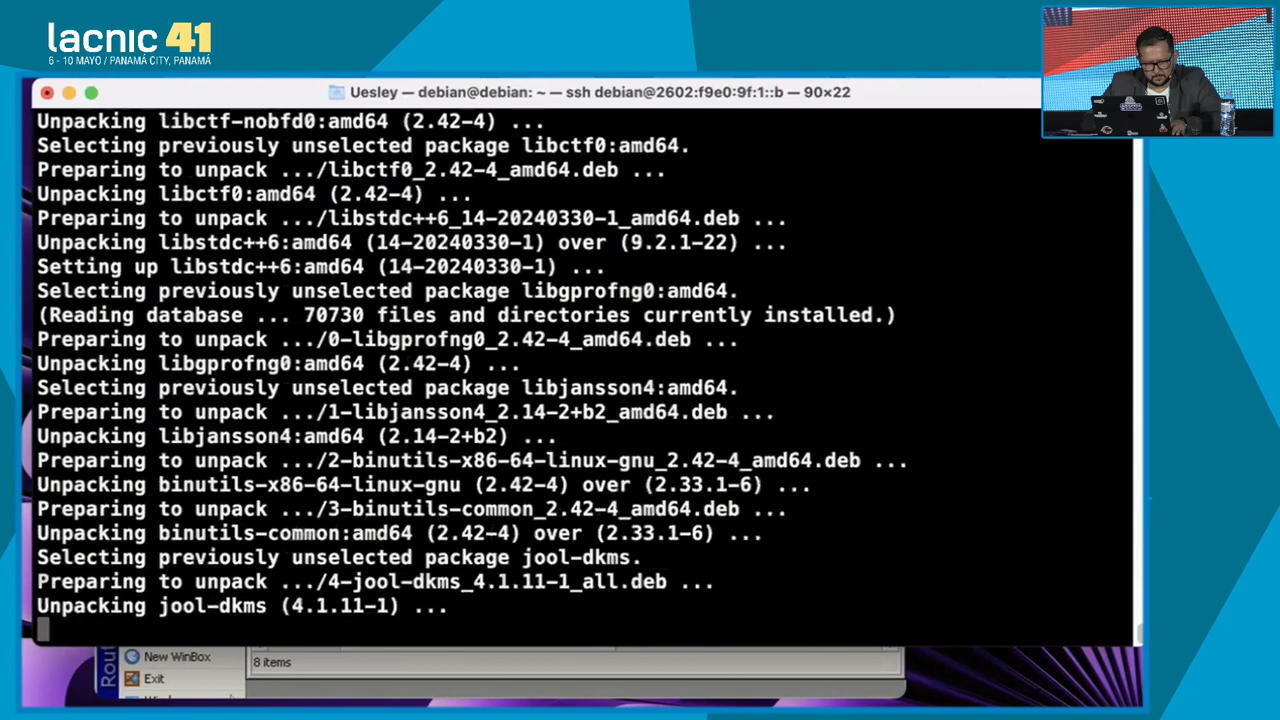 lacnic 41
6 - 10 MAYO / PANAMÁ CITY, PANAMÁ
Uesley — debian@debian: ~ — ssh debian@2602:f9e0:9f:1::b — 90×22
Unpacking libctf-nobfd0:amd64 (2.42-4) ...
Selecting previously unselected package libctf0:amd64.
Preparing to unpack .../libctf0_2.42-4_amd64.deb ...
Unpacking libctf0:amd64 (2.42-4) ...
Preparing to unpack .../libstdc++6_14-20240330-1_amd64.deb ...
Unpacking libstdc++6:amd64 (14-20240330-1) over (9.2.1-22) ...
Setting up libstdc++6:amd64 (14-20240330-1) ...
Selecting previously unselected package libgprofng0:amd64.
(Reading database ... 70730 files and directories currently installed.)
Preparing to unpack .../0-libgprofng0_2.42-4_amd64.deb ...
Unpacking libgprofng0:amd64 (2.42-4) ...
Selecting previously unselected package libjansson4:amd64.
Preparing to unpack .../1-libjansson4_2.14-2+b2_amd64.deb ...
Unpacking libjansson4:amd64 (2.14-2+b2) ...
Preparing to unpack .../2-binutils-x86-64-linux-gnu_2.42-4_amd64.deb ...
Unpacking binutils-x86-64-linux-gnu (2.42-4) over (2.33.1-6) ...
Preparing to unpack .../3-binutils-common_2.42-4_amd64.deb ...
Unpacking binutils-common:amd64 (2.42-4) over (2.33.1-6) ...
Selecting previously unselected package jool-dkms.
Preparing to unpack .../4-jool-dkms_4.1.11-1_all.deb ...
Unpacking jool-dkms (4.1.11-1) ...
Rout
New WinBox
8 items
Exit